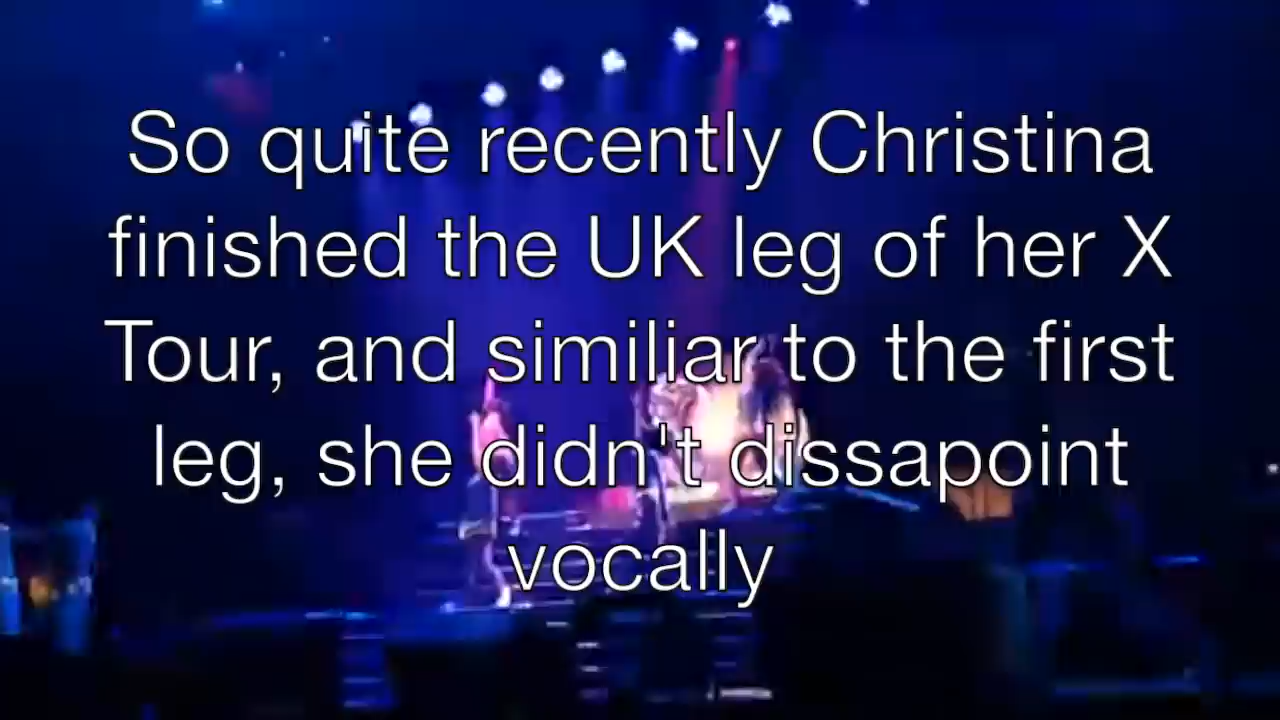 So quite recently Christina
finished the UK leg of her X
Tour, and similiar to the first
leg, she didn't dissapoint
vocally